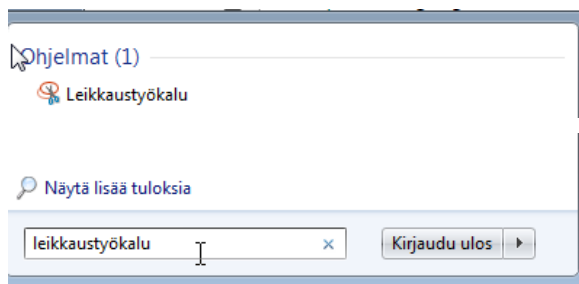 Ohjelmat (1)
Leikkaustyökalu
Näytä lisää tuloksia
leikkaustyökalu
Kirjaudu ulos